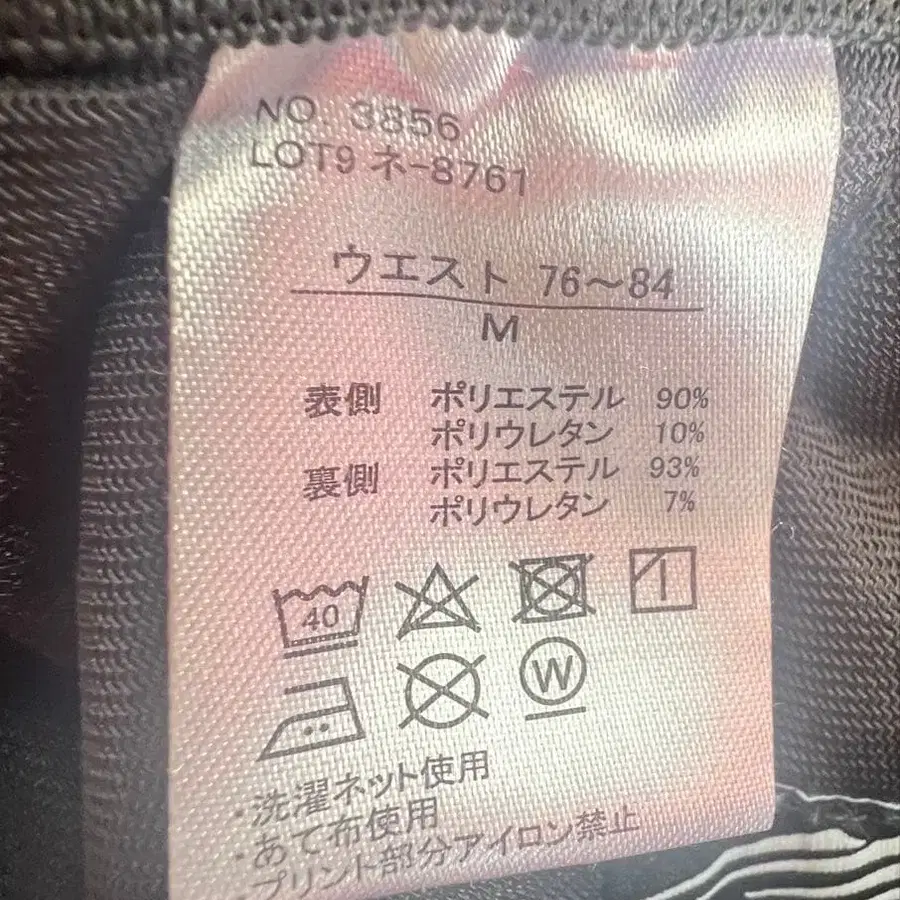 NO. 3856
LOT9 ネ-8761
ウエスト 76〜84
M
表側 ポリエステル 90%
ポリウレタン 10%
裏側 ポリエステル 93%
ポリウレタン 7%
40
W
・洗濯ネット使用
・あて布使用
・プリント部分アイロン禁止